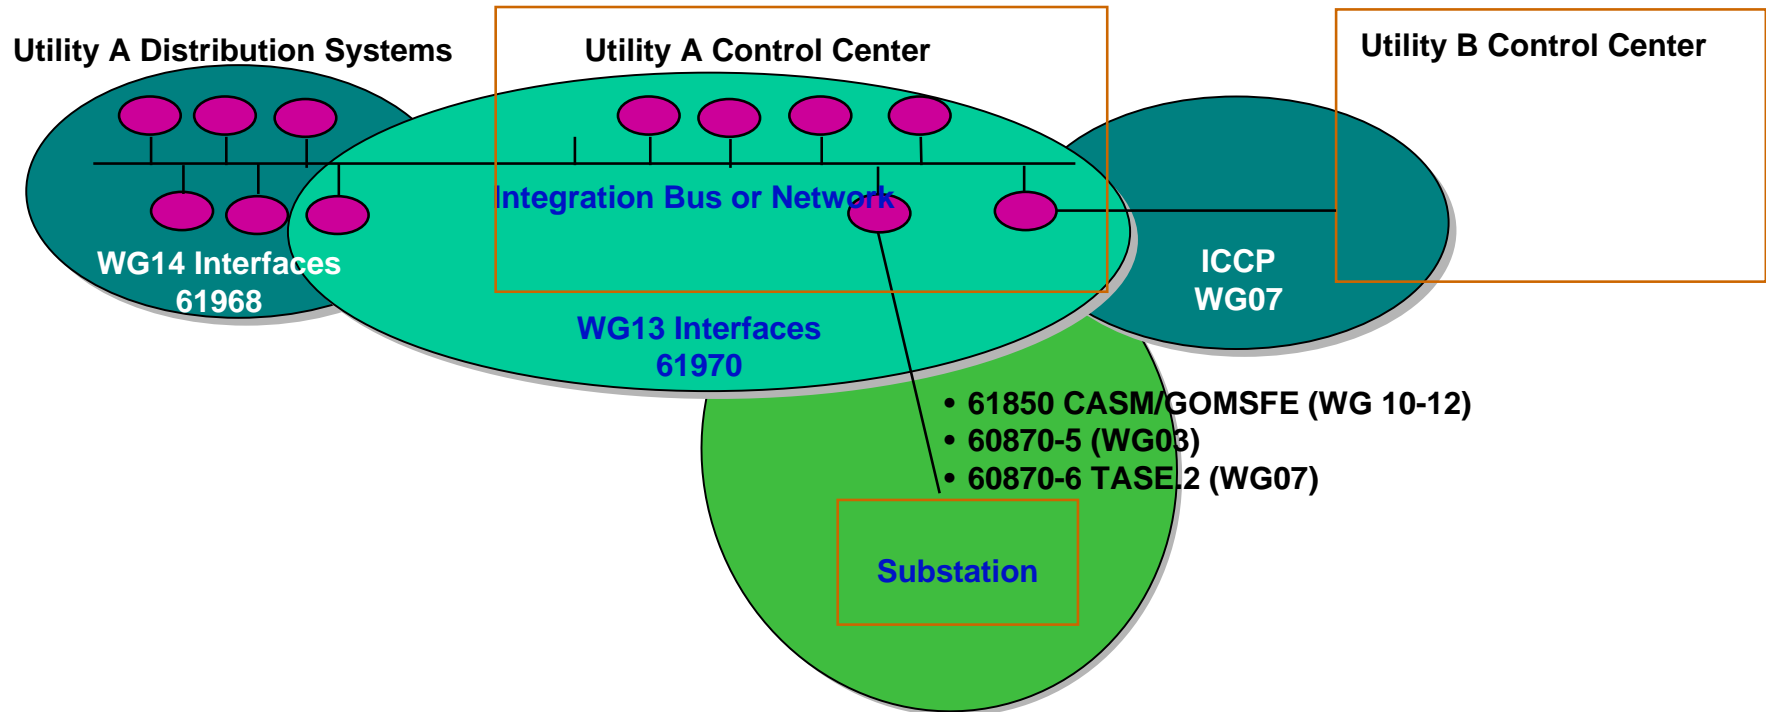 Utility A Distribution Systems
Utility A Control Center
Utility B Control Center
Integration Bus or Network
WG14 Interfaces
61968
ICCP
WG07
WG13 Interfaces
61970
• 61850 CASM/GOMSFE (WG 10-12)
• 60870-5 (WG03)
• 60870-6 TASE.2 (WG07)
Substation